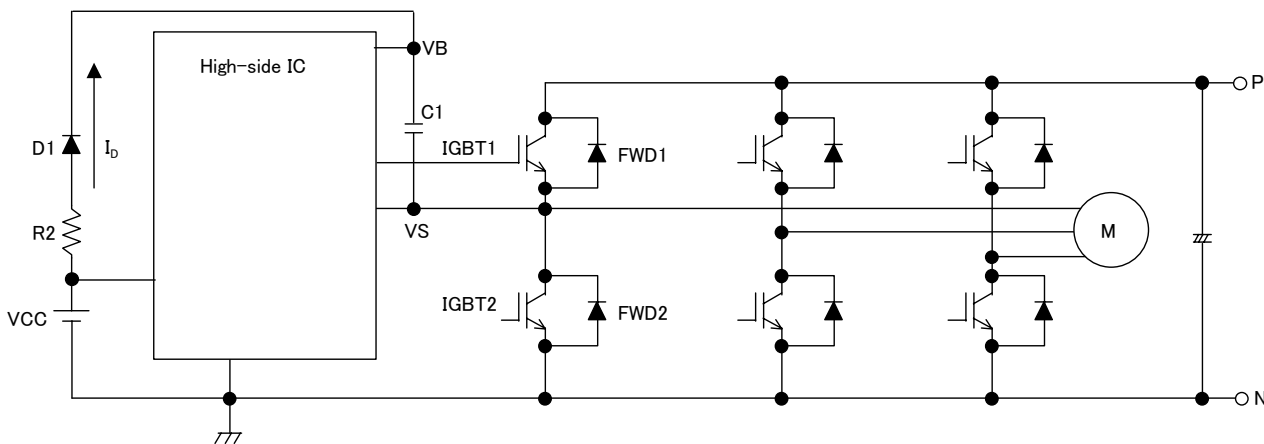 VB
High-side IC
P
C1
D1
I_D
IGBT1
FWD1
R2
VS
M
IGBT2
FWD2
VCC
N